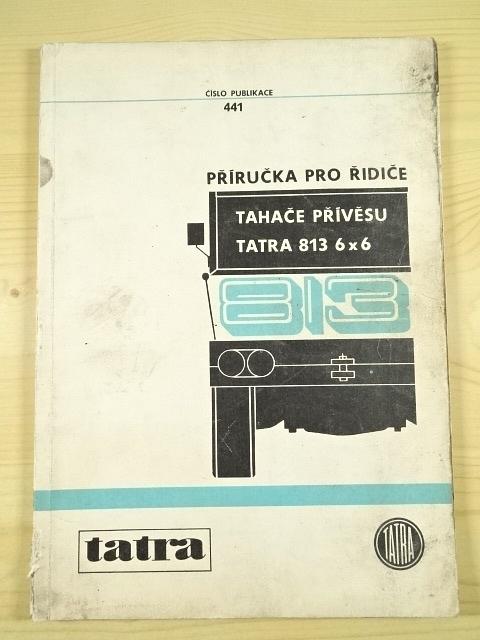 ČÍSLO PUBLIKACE
441
PŘÍRUČKA PRO ŘIDIČE
TAHAČE PŘÍVĚSU
TATRA 813 6x6
813
tatra
TATRA